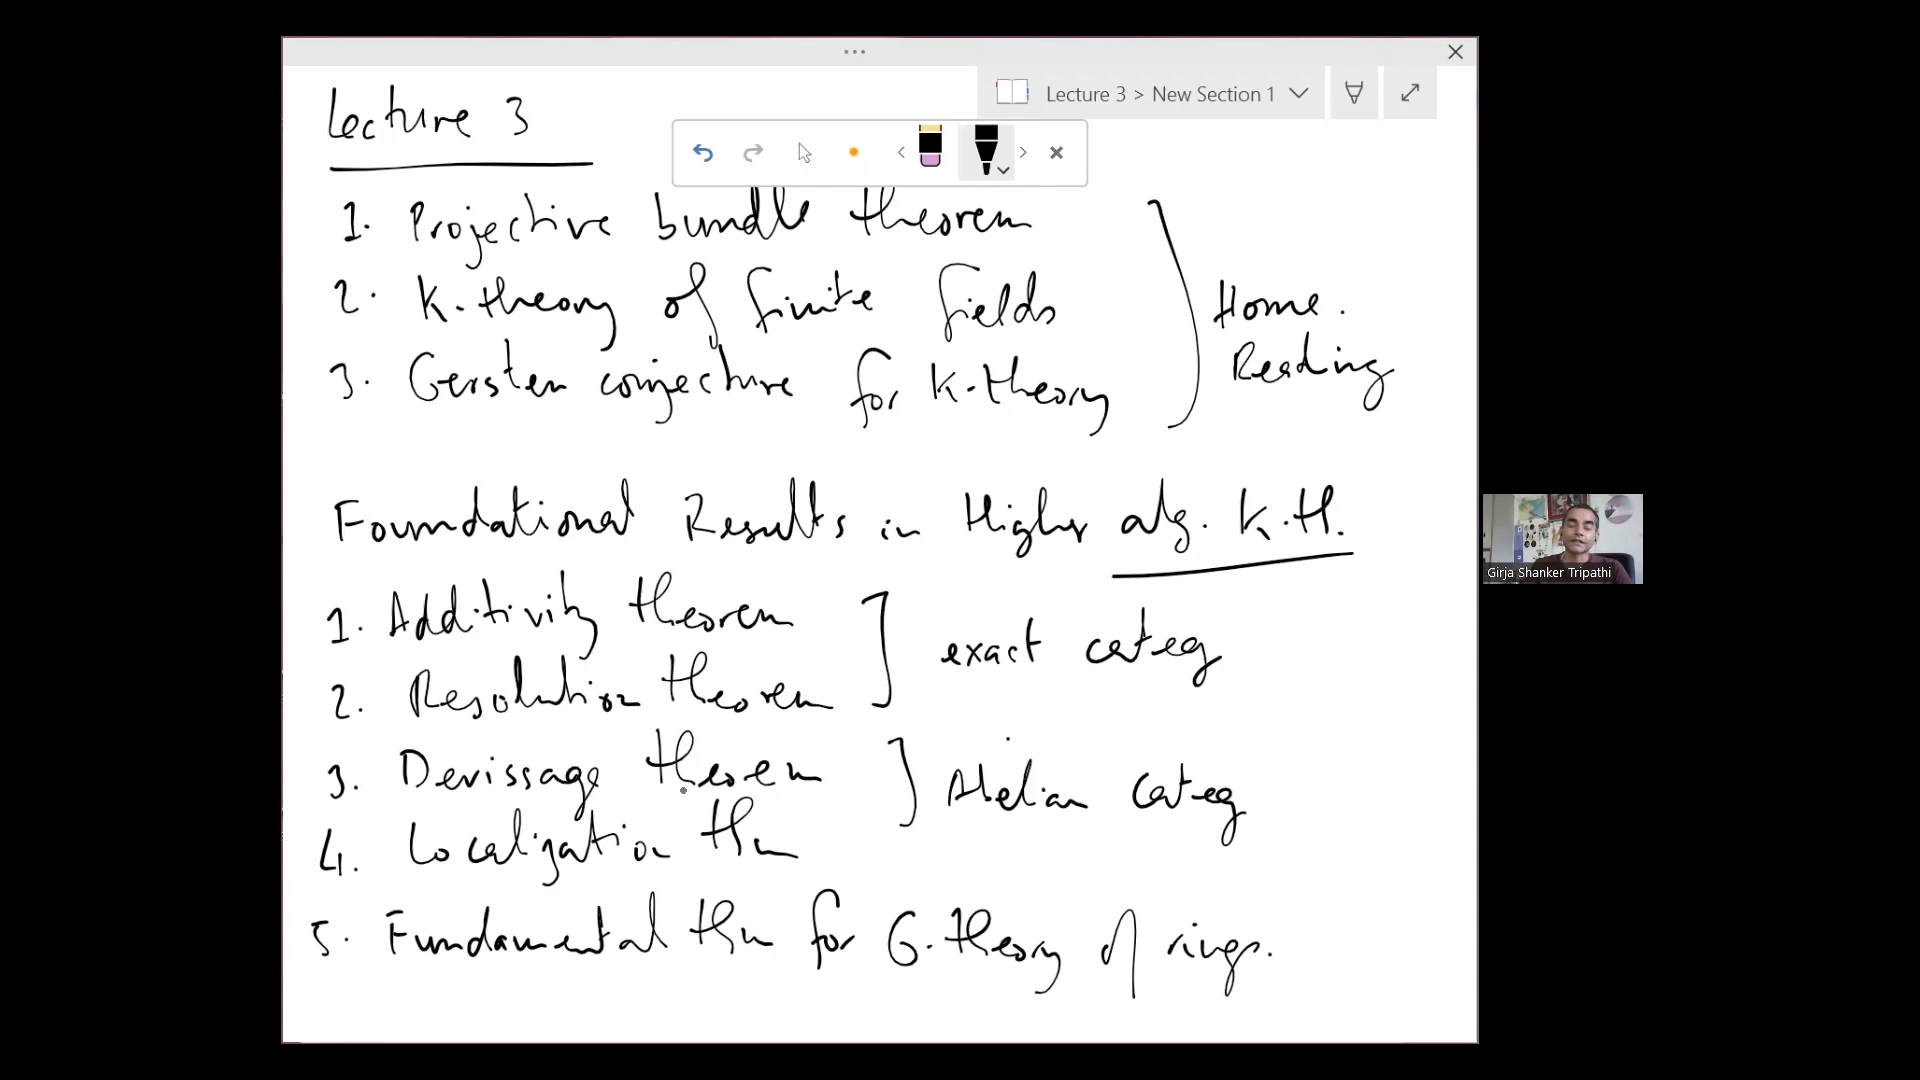 Lecture 3 > New Section 1
Lecture 3
1. Projective bundle theorem
2. K-theory of finite fields
3. Gersten conjecture for K-theory
Home.
Reading
Foundational Results in Higher alg. K.H.
1. Additivity theorem
2. Resolution theorem
exact categ
3. Devissage theorem
Abelian categ
4. Localization thm
5. Fundamental thm for G-theory of rings.
Girja Shanker Tripathi